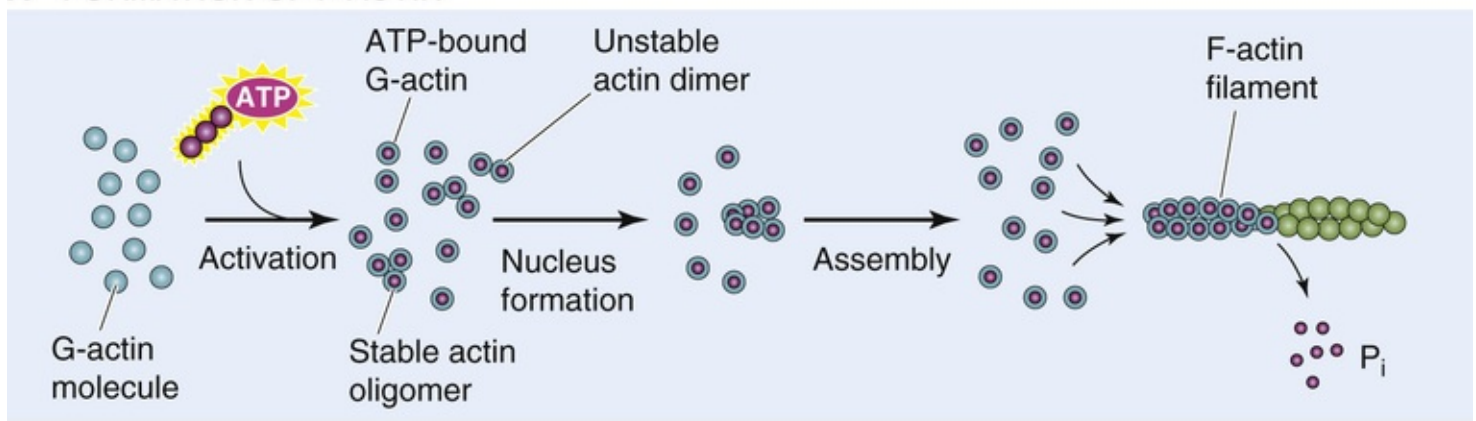 ATP
ATP-bound
G-actin
Unstable
actin dimer
F-actin
filament
Activation
Nucleus
formation
Assembly
G-actin
molecule
Stable actin
oligomer
Pi